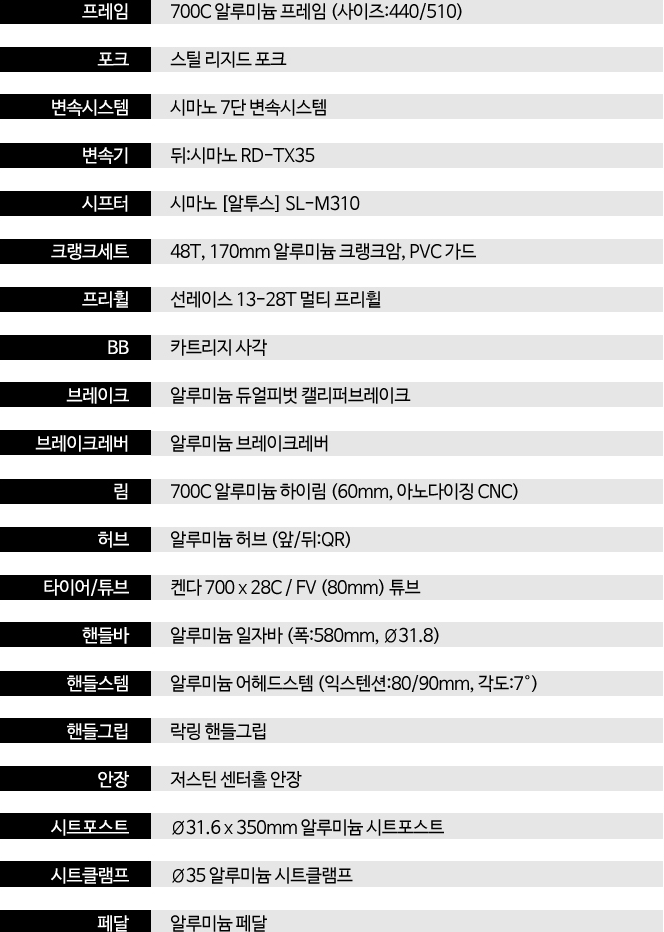 프레임 700C 알루미늄 프레임 (사이즈:440/510)
포크 스틸 리지드 포크
변속시스템 시마노 7단 변속시스템
변속기 뒤:시마노 RD-TX35
시프터 시마노 [알투스] SL-M310
크랭크세트 48T, 170mm 알루미늄 크랭크암, PVC 가드
프리휠 선레이스 13-28T 멀티 프리휠
BB 카트리지 사각
브레이크 알루미늄 듀얼피벗 캘리퍼브레이크
브레이크레버 알루미늄 브레이크레버
림 700C 알루미늄 하이림 (60mm, 아노다이징 CNC)
허브 알루미늄 허브 (앞/뒤:QR)
타이어/튜브 켄다 700 x 28C / FV (80mm) 튜브
핸들바 알루미늄 일자바 (폭:580mm, Ø31.8)
핸들스템 알루미늄 어헤드스템 (익스텐션:80/90mm, 각도:7˚)
핸들그립 락링 핸들그립
안장 저스틴 센터홀 안장
시트포스트 Ø31.6 x 350mm 알루미늄 시트포스트
시트클램프 Ø35 알루미늄 시트클램프
페달 알루미늄 페달